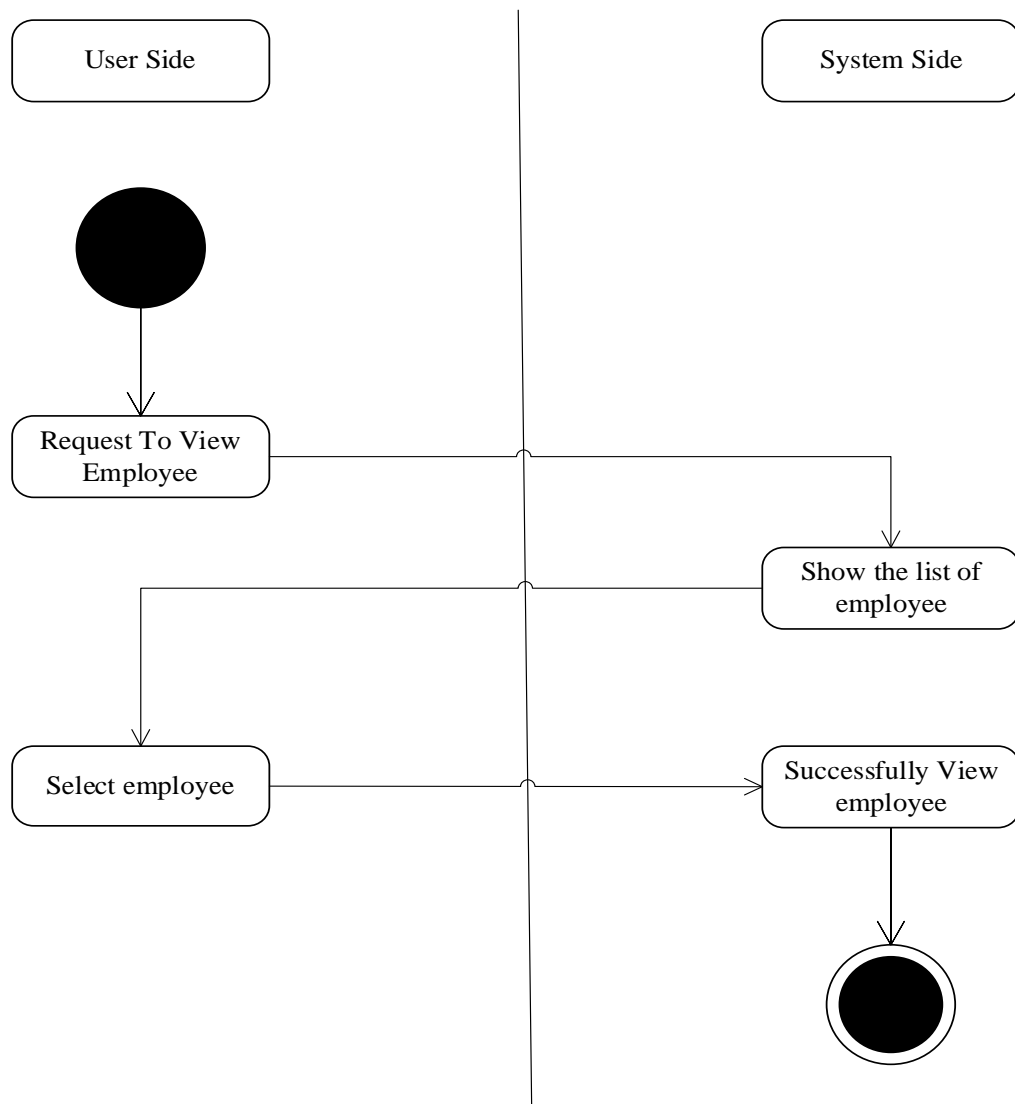 User Side
System Side
Request To View
Employee
Show the list of
employee
Select employee
Successfully View
employee